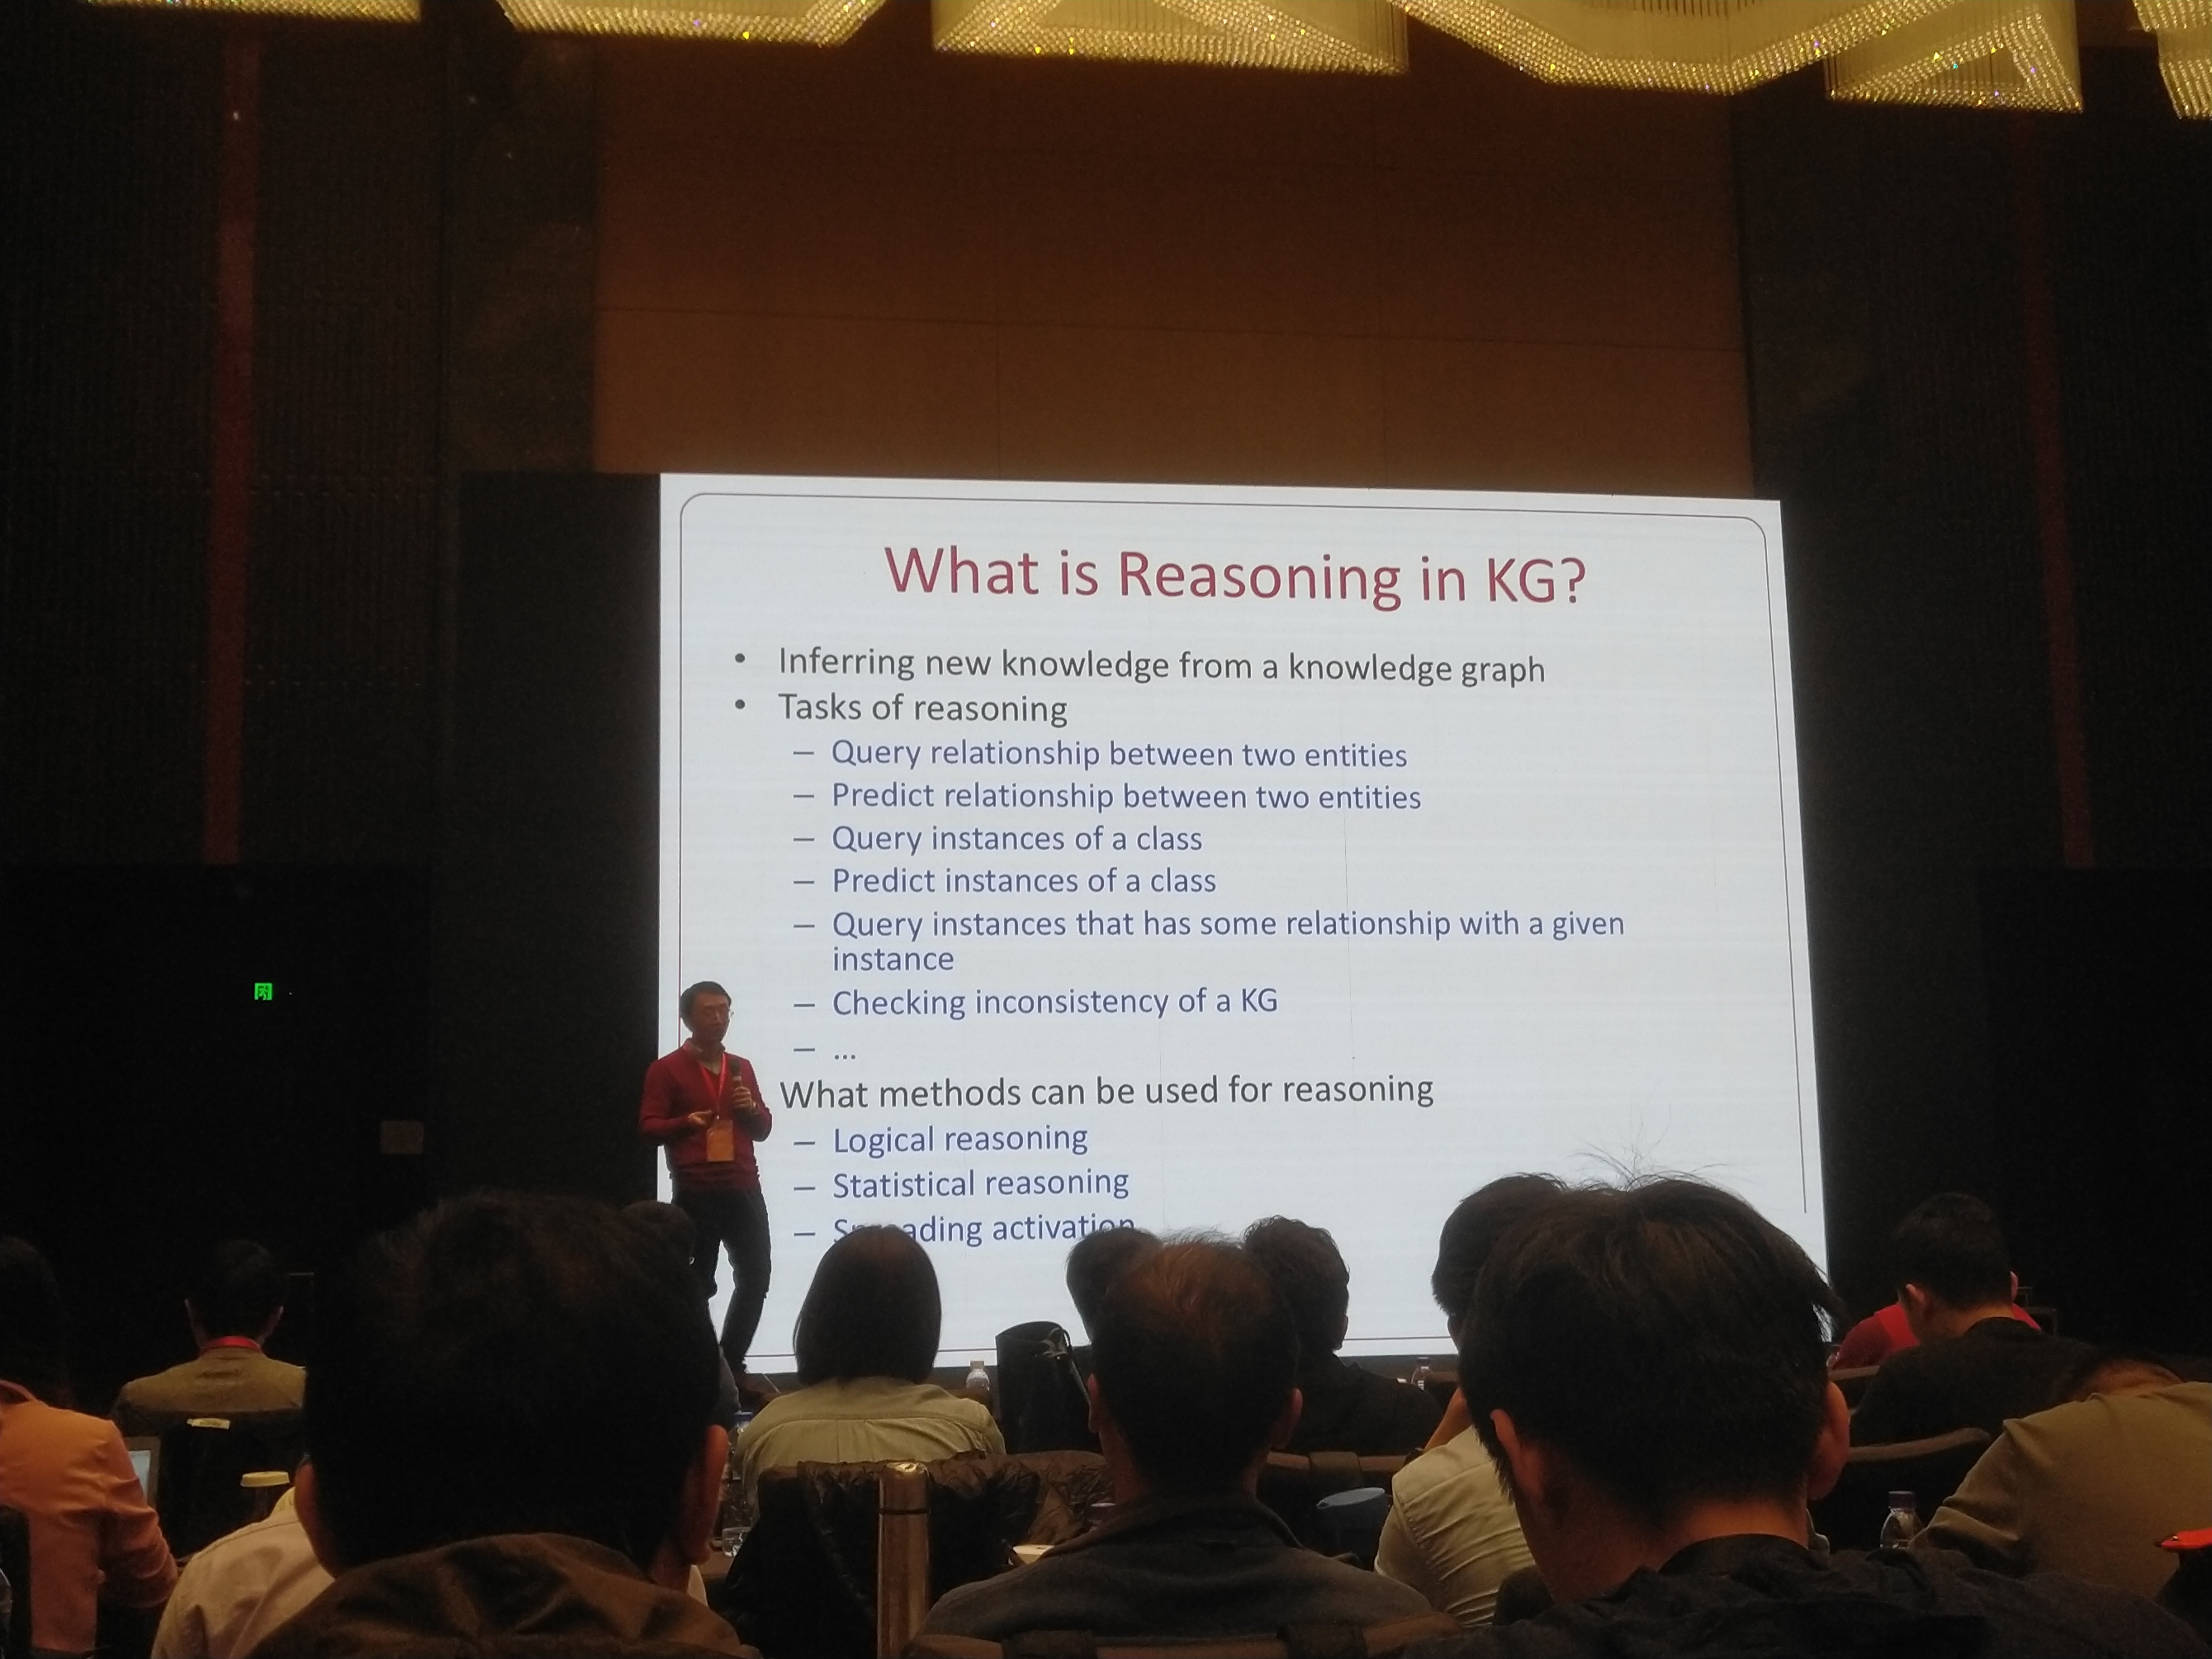 What is Reasoning in KG?
• Inferring new knowledge from a knowledge graph
• Tasks of reasoning
– Query relationship between two entities
– Predict relationship between two entities
– Query instances of a class
– Predict instances of a class
– Query instances that has some relationship with a given
instance
– Checking inconsistency of a KG
– ...
What methods can be used for reasoning
– Logical reasoning
– Statistical reasoning
– Spreading activation